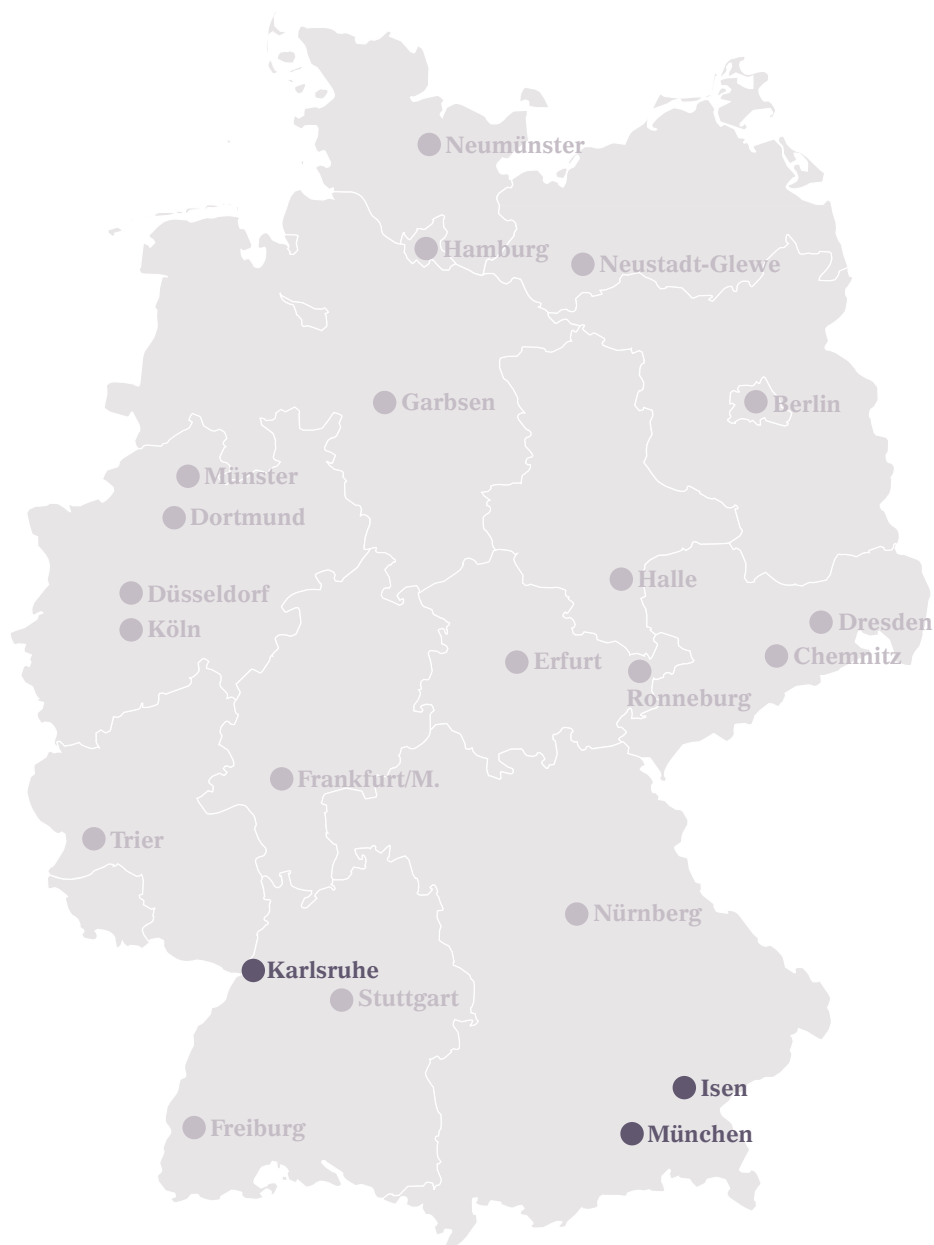 Neumünster
Hamburg
Neustadt-Glewe
Garbsen
Berlin
Münster
Dortmund
Halle
Düsseldorf
Dresden
Köln
Chemnitz
Erfurt
Ronneburg
Frankfurt/M.
Trier
Nürnberg
Karlsruhe
Stuttgart
Isen
Freiburg
München